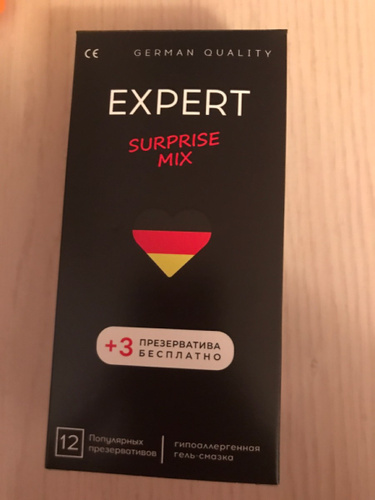 CE GERMAN QUALITY
EXPERT
SURPRISE
MIX
+3 ПРЕЗЕРВАТИВА
БЕСПЛАТНО
12 Популярных
презервативов
гипоаллергенная
гель-смазка